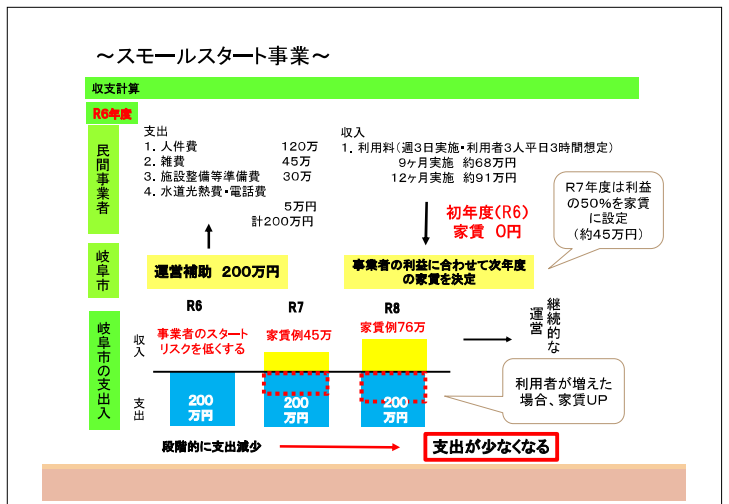 ～スモールスタート事業～
収支計算
R6年度
民間事業者
支出
1. 人件費 120万
2. 雑費 45万
3. 施設整備等準備費 30万
4. 水道光熱費・電話費
5万円
計200万円
収入
1. 利用料(週3日実施・利用者3人平日3時間想定)
9ヶ月実施 約68万円
12ヶ月実施 約91万円
初年度(R6)
家賃 0円
R7年度は利益
の50%を家賃
に設定
(約45万円)
岐阜市
運営補助 200万円
事業者の利益に合わせて次年度
の家賃を決定
岐阜市の支出入
R6
R7
R8
収入
事業者のスタート
リスクを低くする
家賃例45万
家賃例76万
継続的な
運営
支出
200
万円
200
万円
200
万円
利用者が増えた
場合、家賃UP
段階的に支出減少
支出が少なくなる